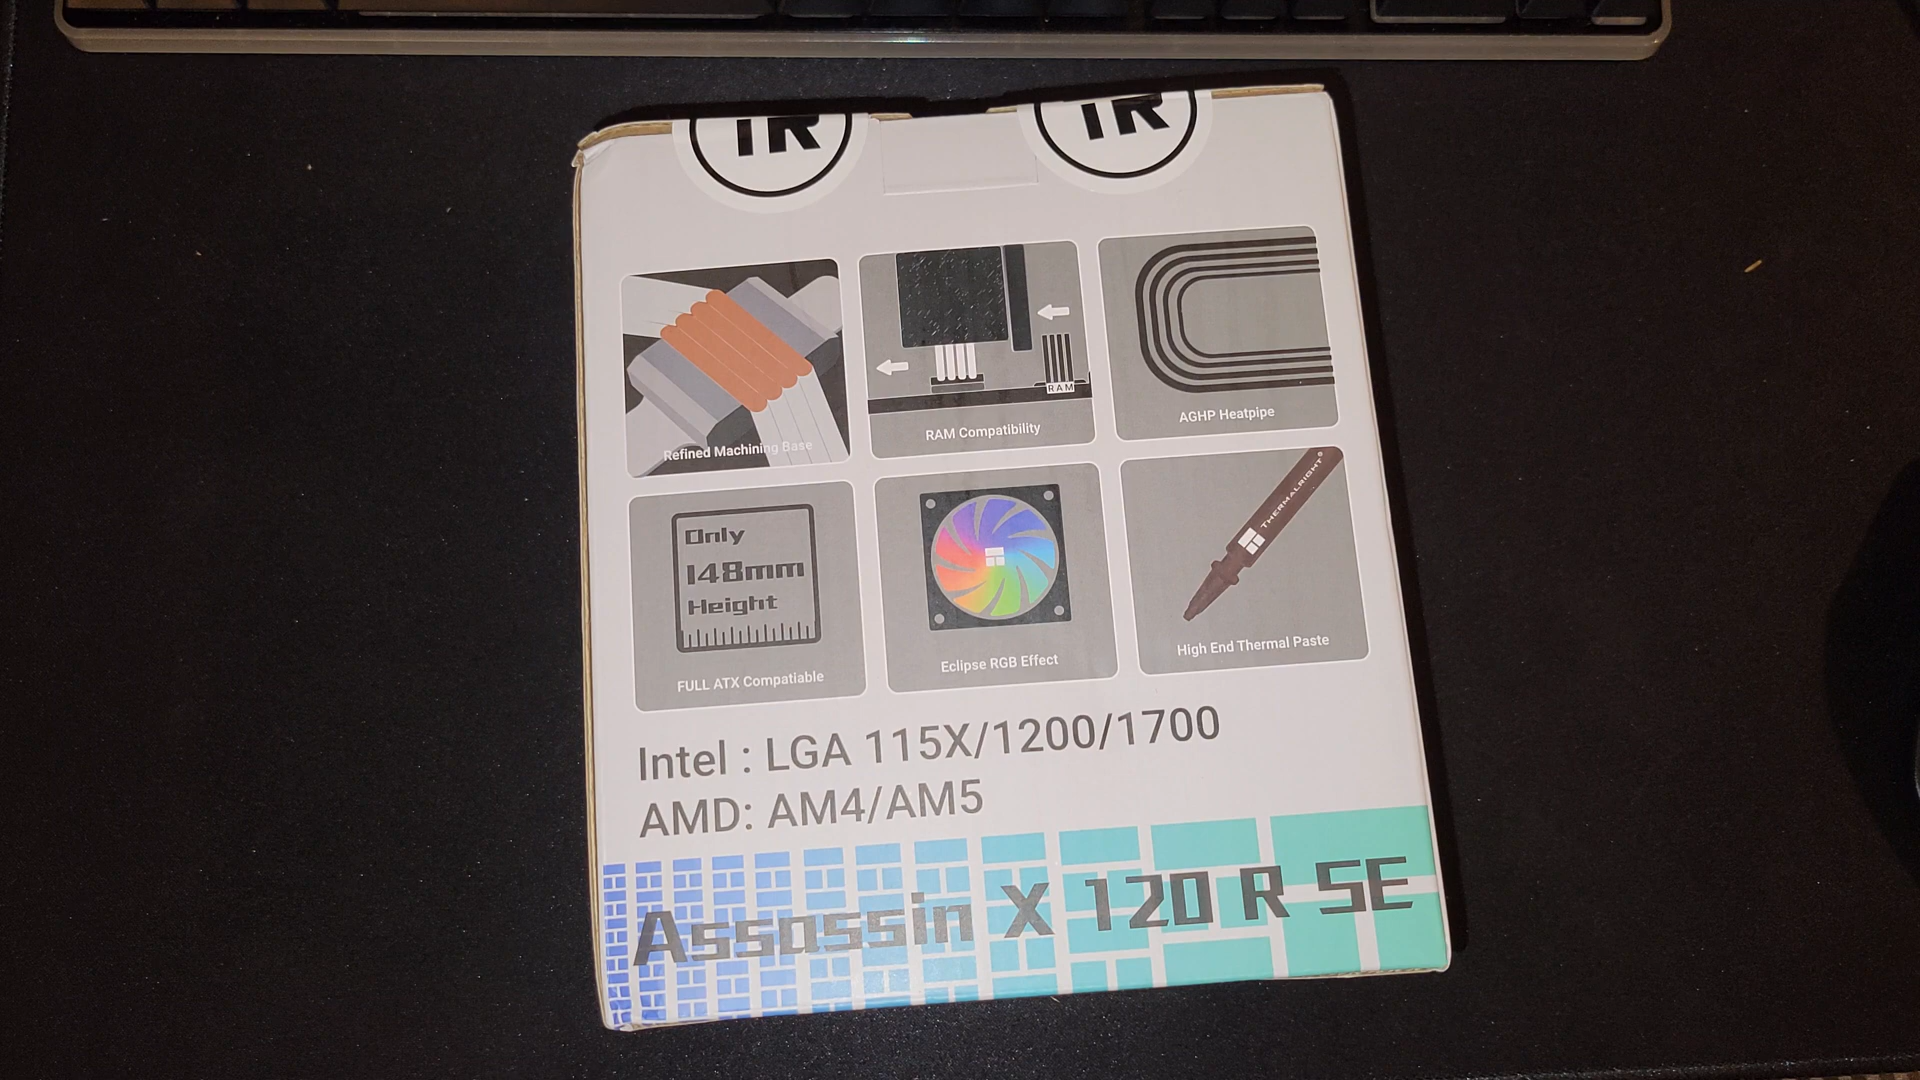 TR TR
RAM
Refined Machining Base
RAM Compatibility
AGHP Heatpipe
Only
148mm
Height
THERMALRIGHT®
FULL ATX Compatiable
Eclipse RGB Effect
High End Thermal Paste
Intel : LGA 115X/1200/1700
AMD: AM4/AM5
Assassin X 120 R SE